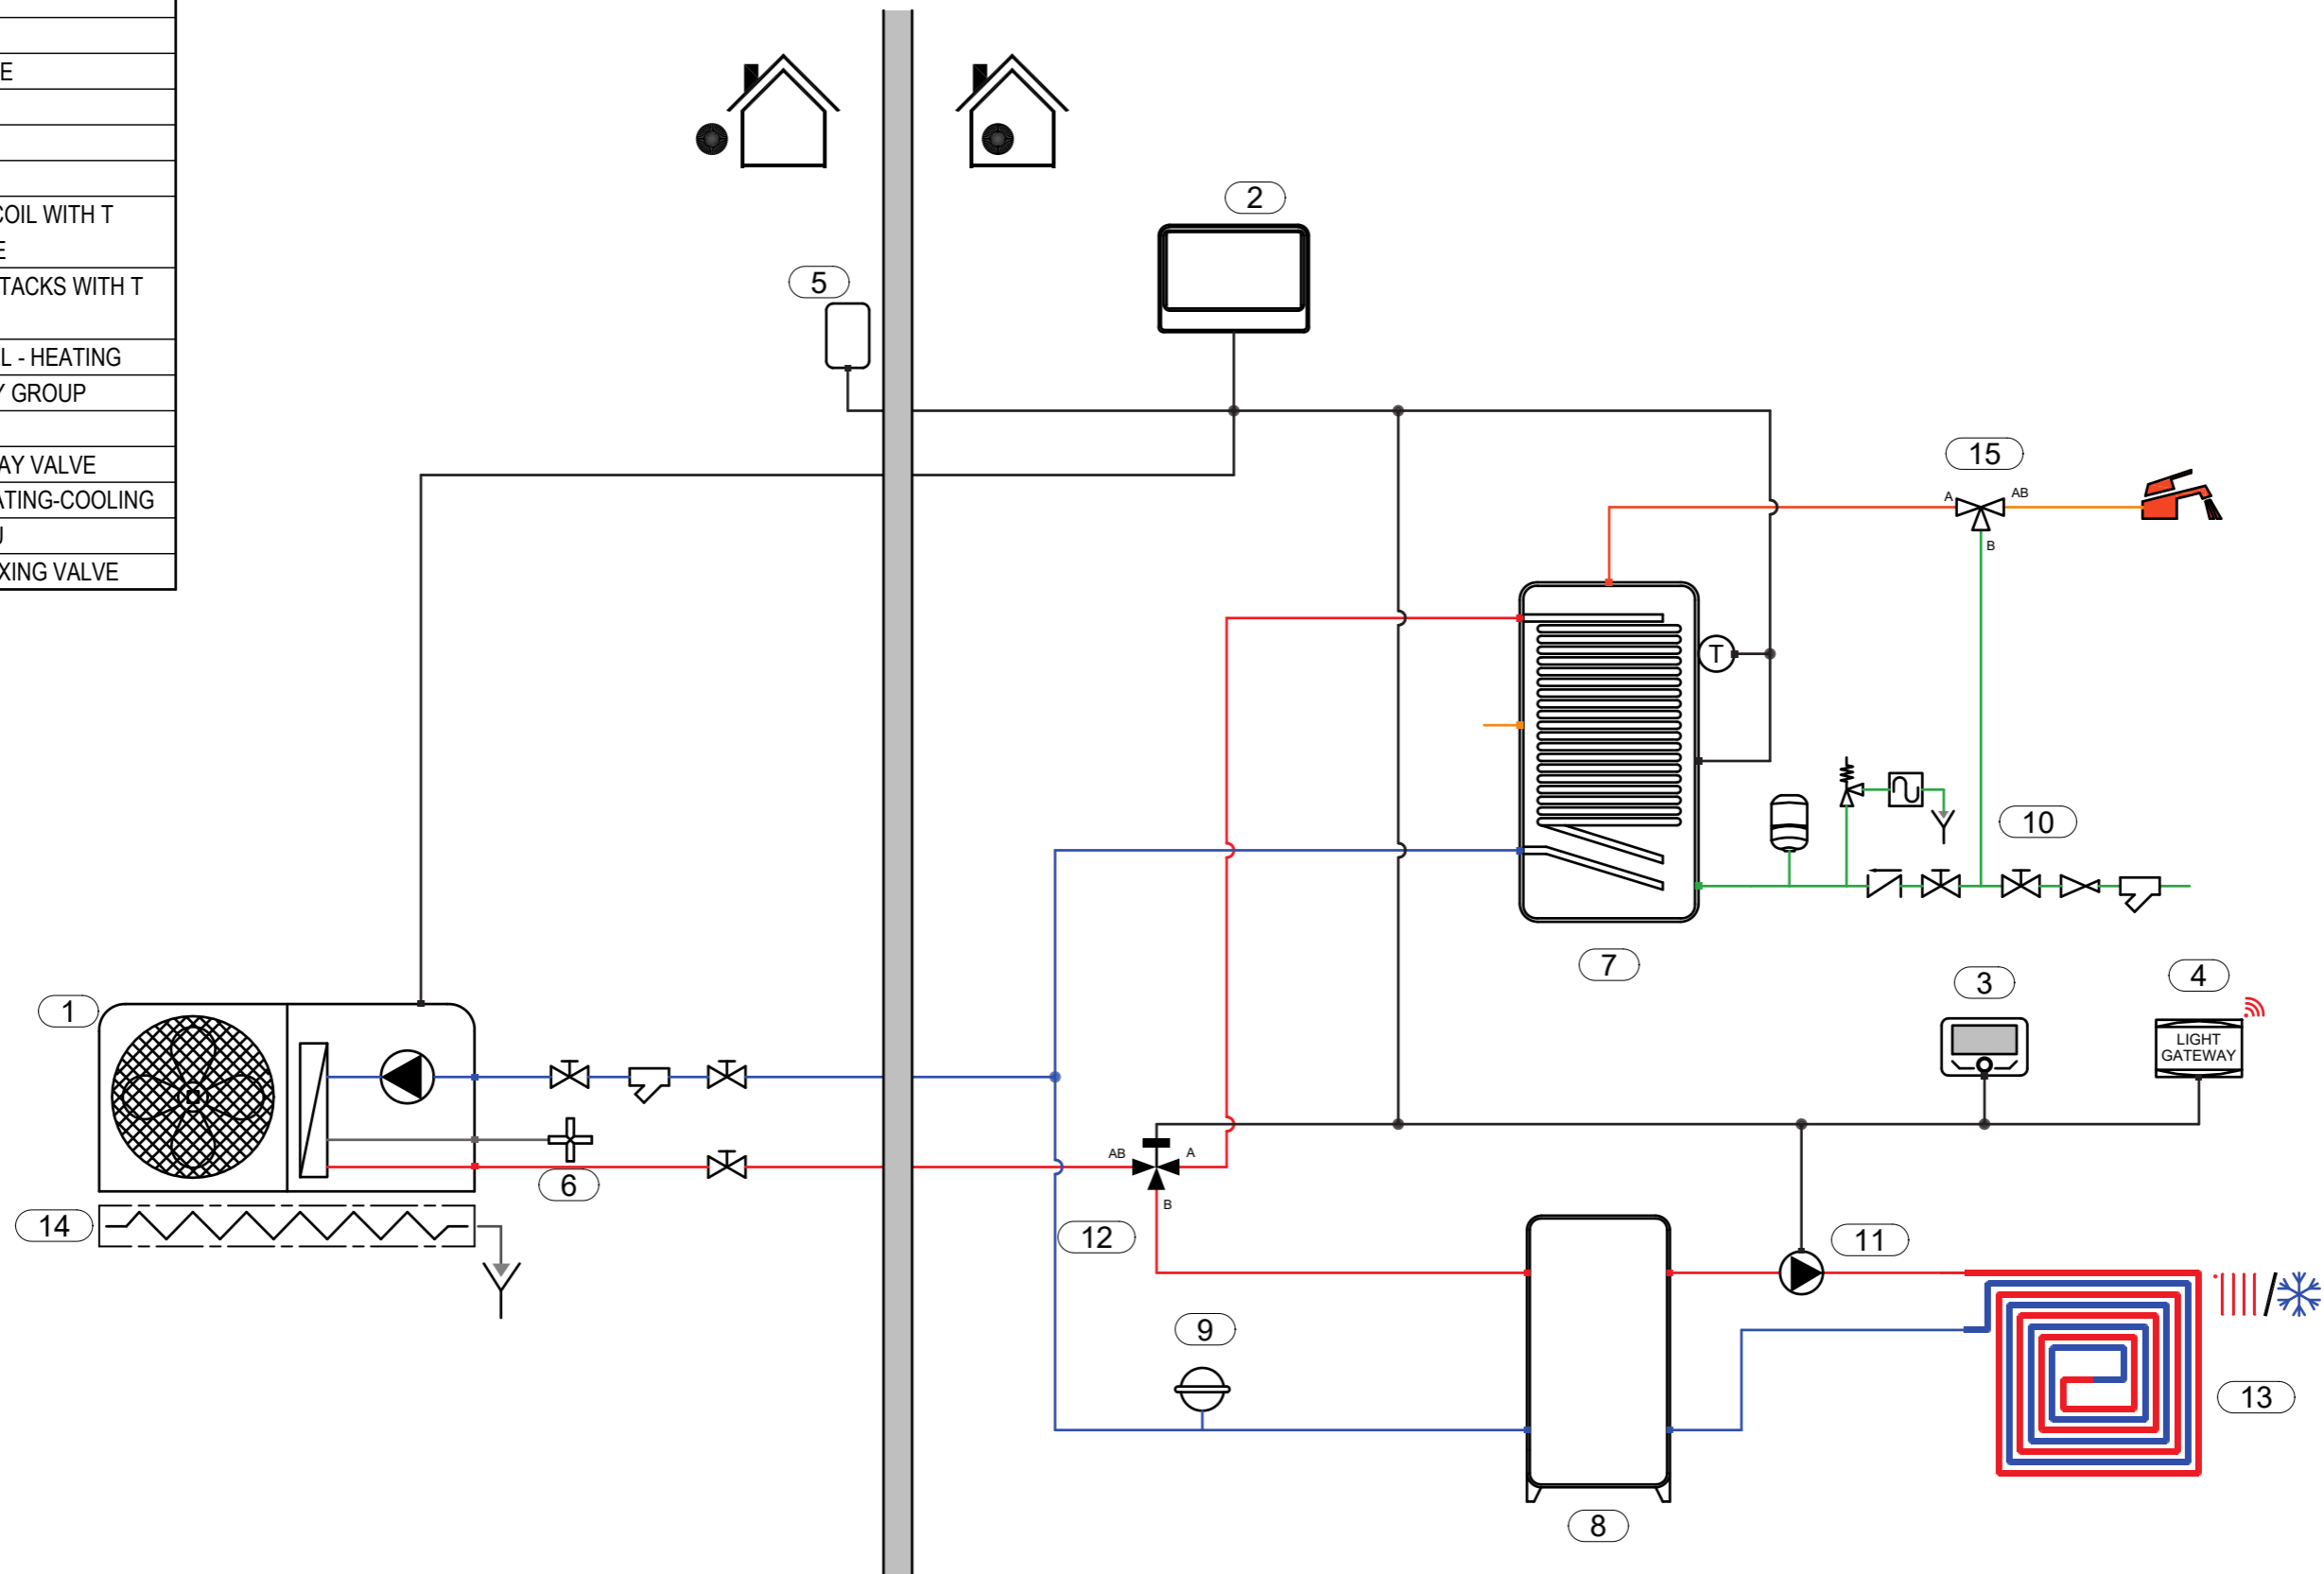 E
COIL WITH T
E
TACKS WITH T
L - HEATING
Y GROUP
AY VALVE
ATING-COOLING
U
XING VALVE
2
5
15
A
AB
B
T
10
7
3
4
1
LIGHT
GATEWAY
AB
A
6
B
14
12
11
9
13
8